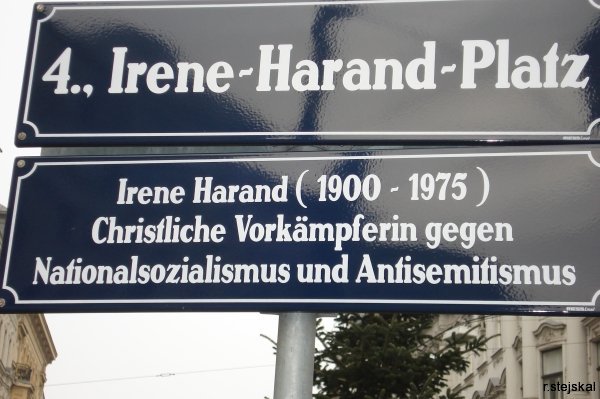 4., Irene-Harand-Platz
Irene Harand ( 1900 - 1975 )
Christliche Vorkämpferin gegen
Nationalsozialismus und Antisemitismus
r.stejskal